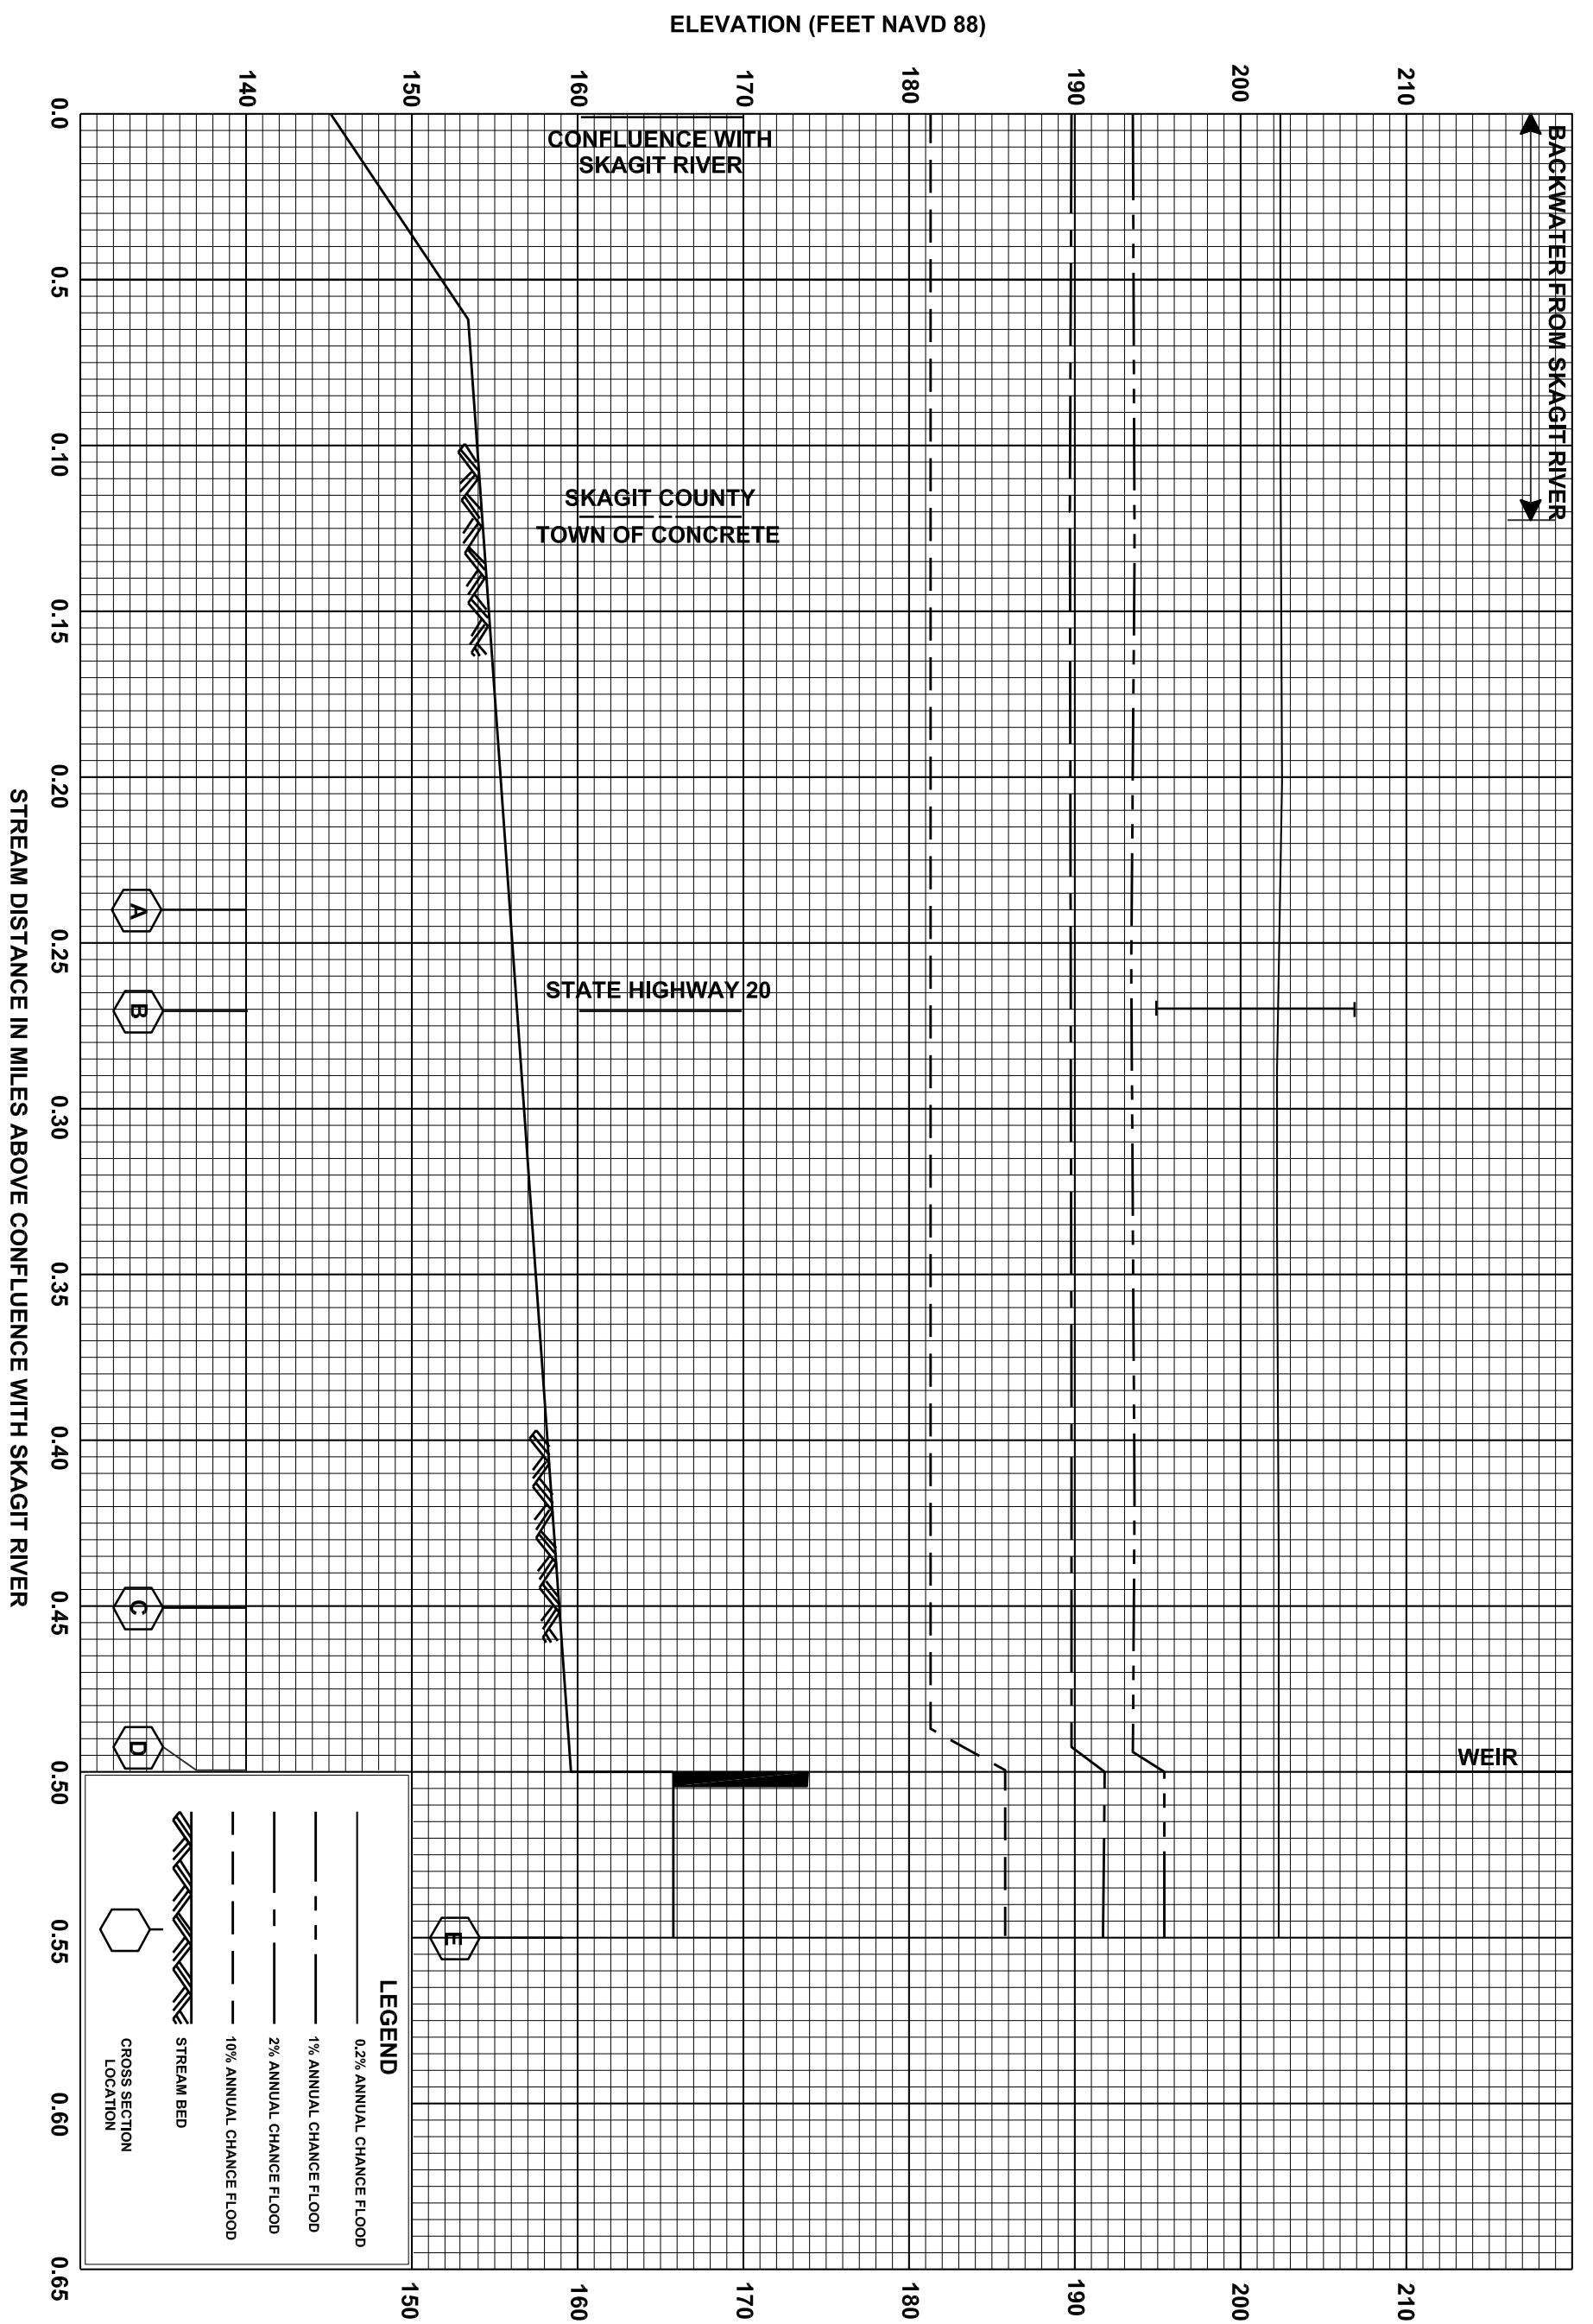 ELEVATION (FEET NAVD 88)
140
150
160
170
180
190
200
210
BACKWATER FROM SKAGIT RIVER
CONFLUENCE WITH
SKAGIT RIVER
SKAGIT COUNTY
TOWN OF CONCRETE
STATE HIGHWAY 20
WEIR
A
B
C
D
E
0.0
0.5
0.10
0.15
0.20
0.25
0.30
0.35
0.40
0.45
0.50
0.55
0.60
0.65
STREAM DISTANCE IN MILES ABOVE CONFLUENCE WITH SKAGIT RIVER
LEGEND
0.2% ANNUAL CHANCE FLOOD
1% ANNUAL CHANCE FLOOD
2% ANNUAL CHANCE FLOOD
10% ANNUAL CHANCE FLOOD
STREAM BED
CROSS SECTION
LOCATION
150
160
170
180
190
200
210